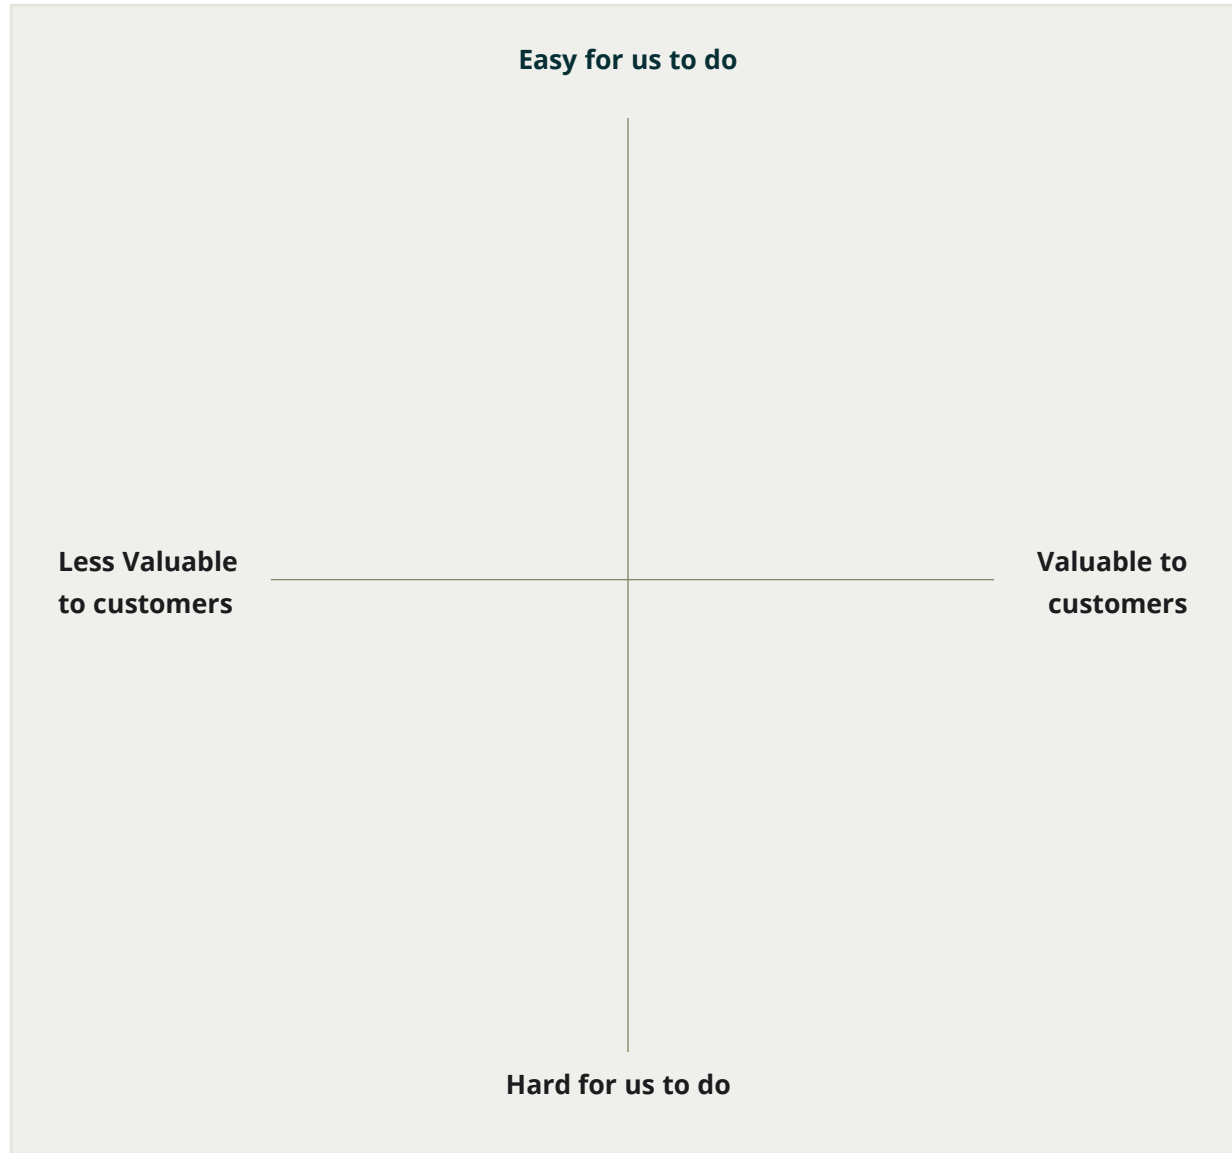 Easy for us to do
Less Valuable
to customers
Valuable to
customers
Hard for us to do